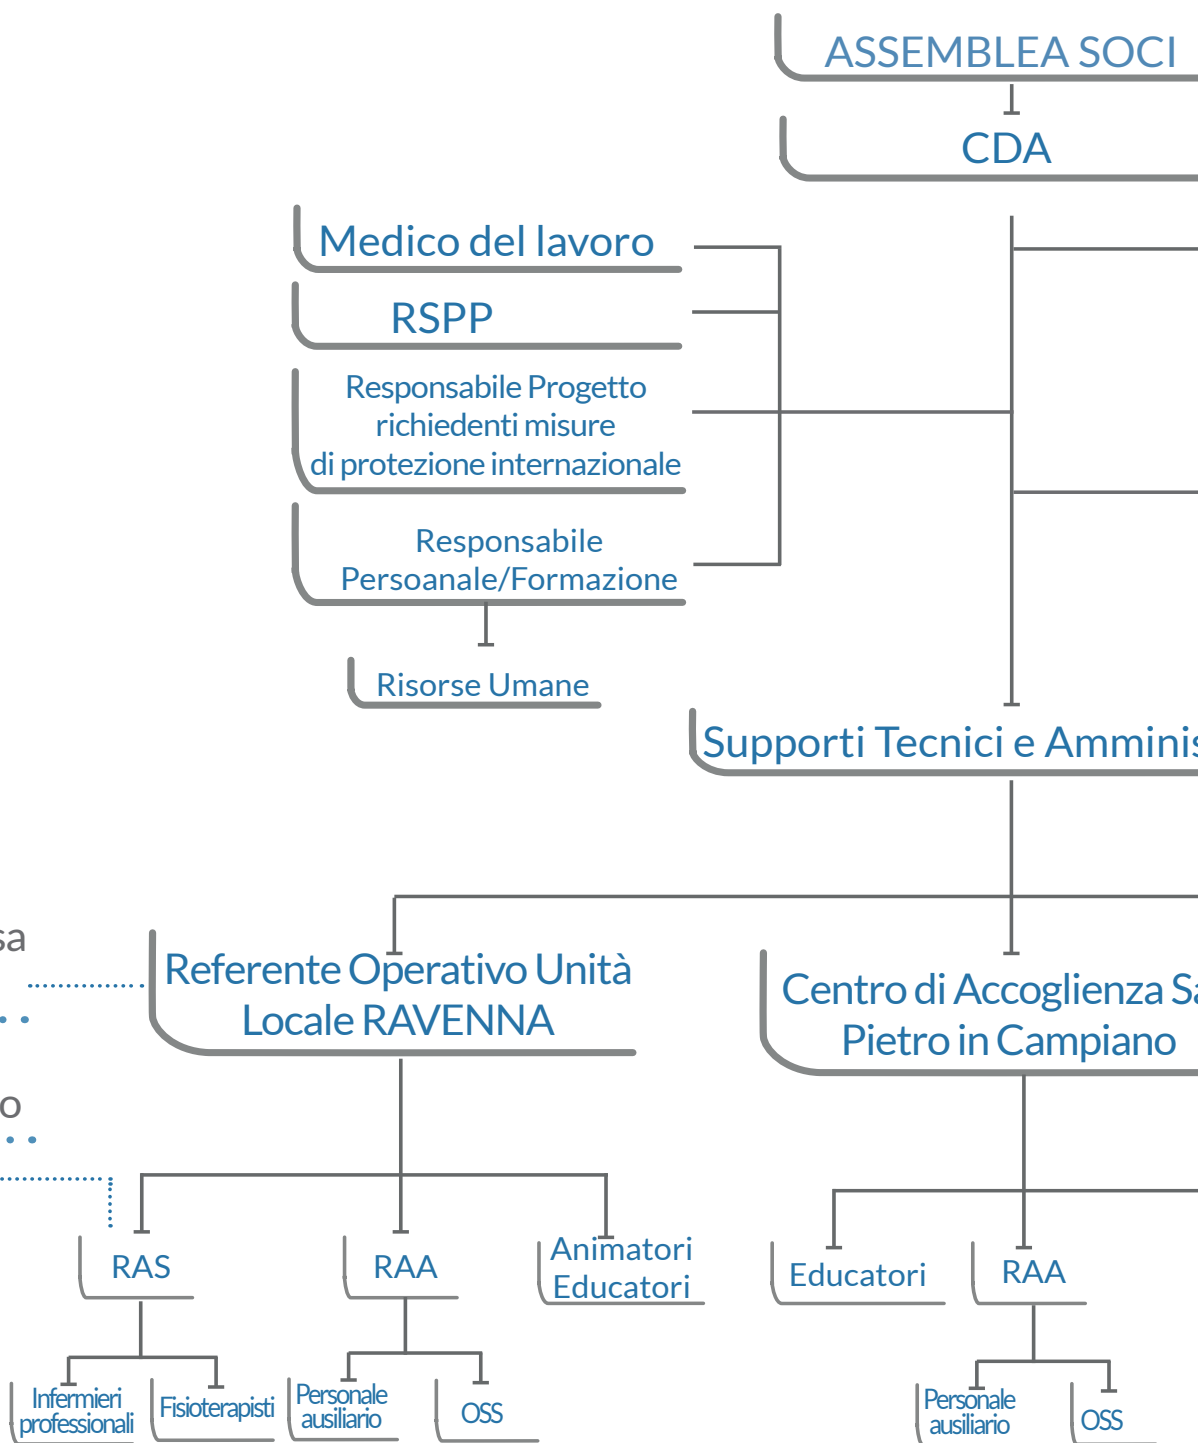 ASSEMBLEA SOCI
CDA
Medico del lavoro
RSPP
Responsabile Progetto
richiedenti misure
di protezione internazionale
Responsabile
Persoanale/Formazione
Risorse Umane
Supporti Tecnici e Amminis
sa
Referente Operativo Unità
Locale RAVENNA
Centro di Accoglienza Sa
Pietro in Campiano
o
RAS
RAA
Animatori
Educatori
Educatori
RAA
Infermieri
professionali
Fisioterapisti
Personale
ausiliario
OSS
Personale
ausiliario
OSS